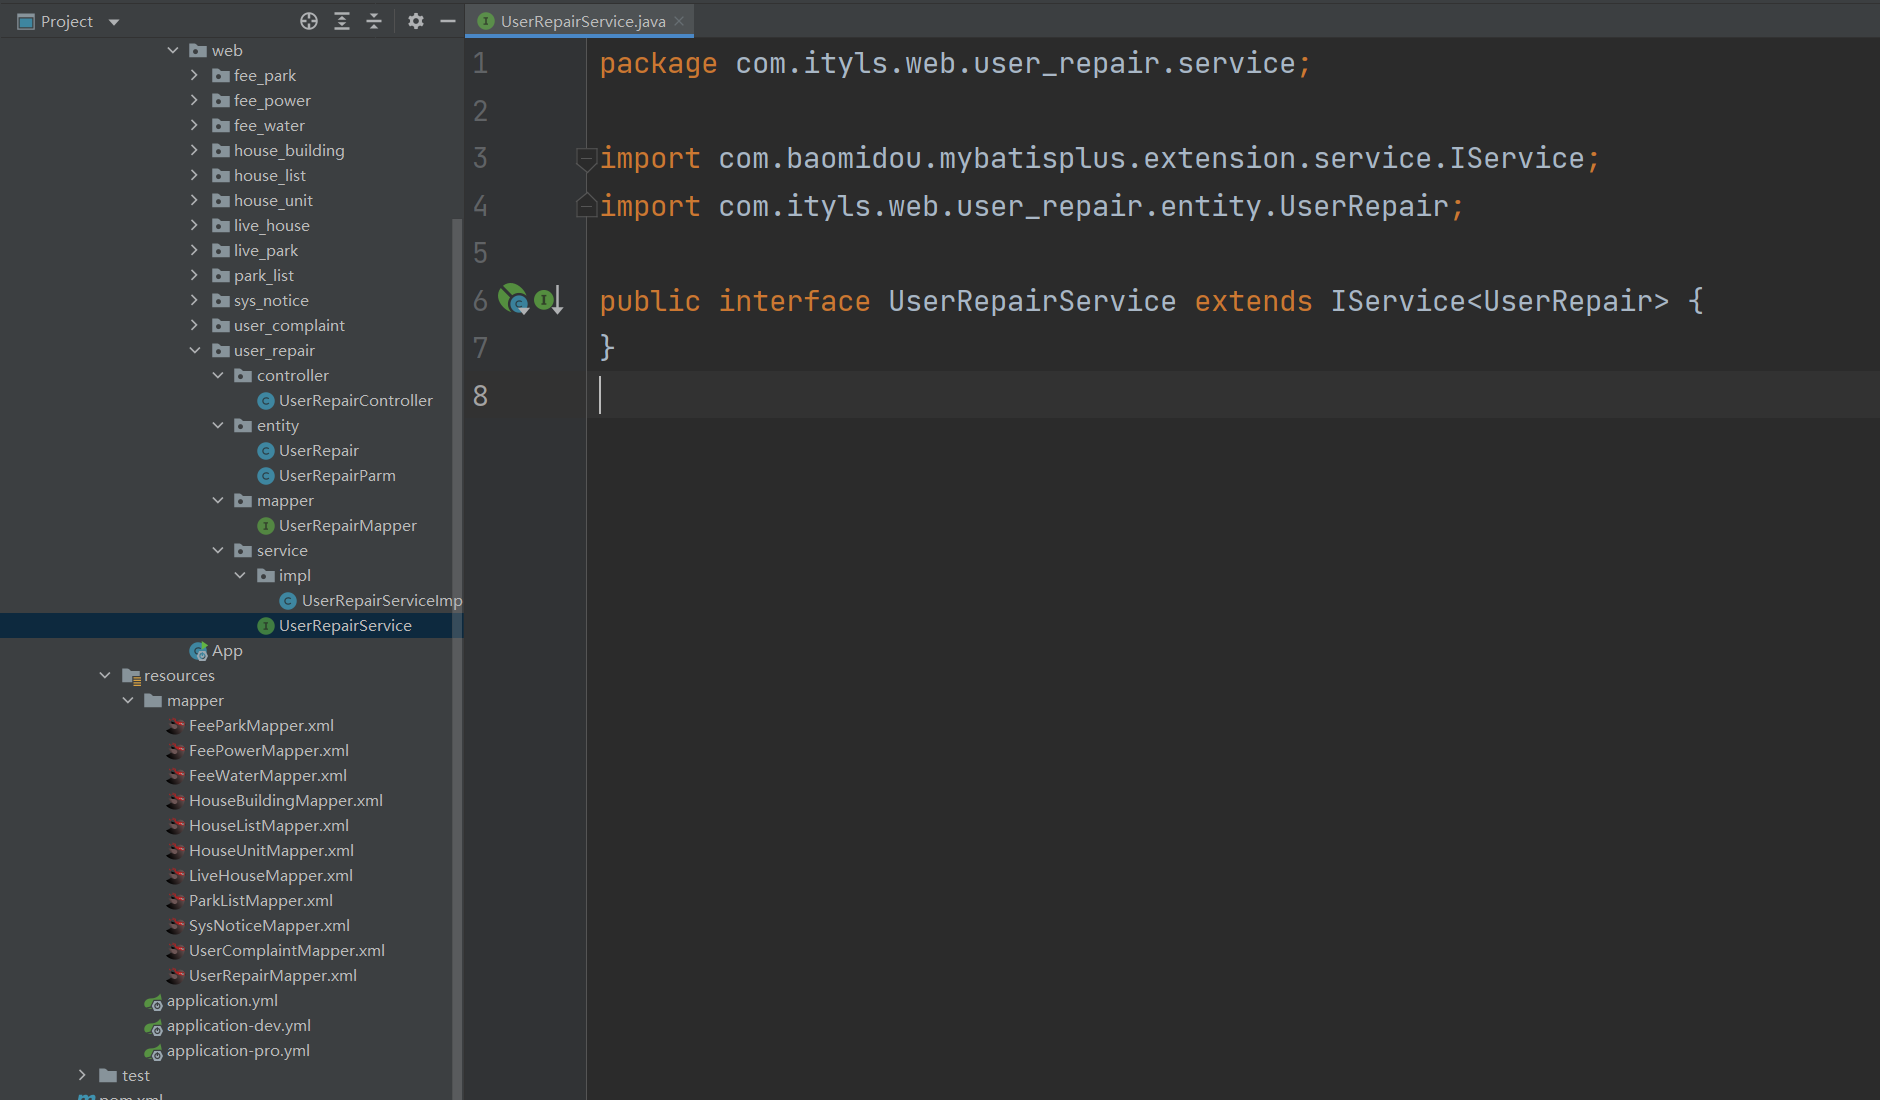 Project
web
fee_park
fee_power
fee_water
house_building
house_list
house_unit
live_house
live_park
park_list
sys_notice
user_complaint
user_repair
controller
UserRepairController
entity
UserRepair
UserRepairParm
mapper
UserRepairMapper
service
impl
UserRepairServiceImp
UserRepairService
App
resources
mapper
FeeParkMapper.xml
FeePowerMapper.xml
FeeWaterMapper.xml
HouseBuildingMapper.xml
HouseListMapper.xml
HouseUnitMapper.xml
LiveHouseMapper.xml
ParkListMapper.xml
SysNoticeMapper.xml
UserComplaintMapper.xml
UserRepairMapper.xml
application.yml
application-dev.yml
application-pro.yml
test
pom.xml
UserRepairService.java
1 package com.ityls.web.user_repair.service;
2
3 import com.baomidou.mybatisplus.extension.service.IService;
4 import com.ityls.web.user_repair.entity.UserRepair;
5
6 public interface UserRepairService extends IService<UserRepair> {
7 }
8